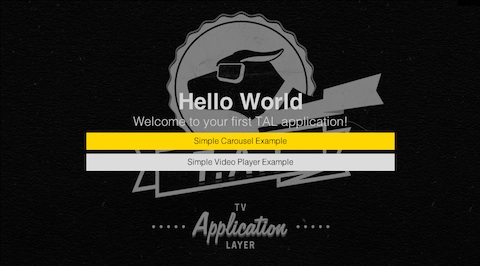 Hello World
Welcome to your first TAL application!
Simple Carousel Example
Simple Video Player Example
TV
Application
LAYER